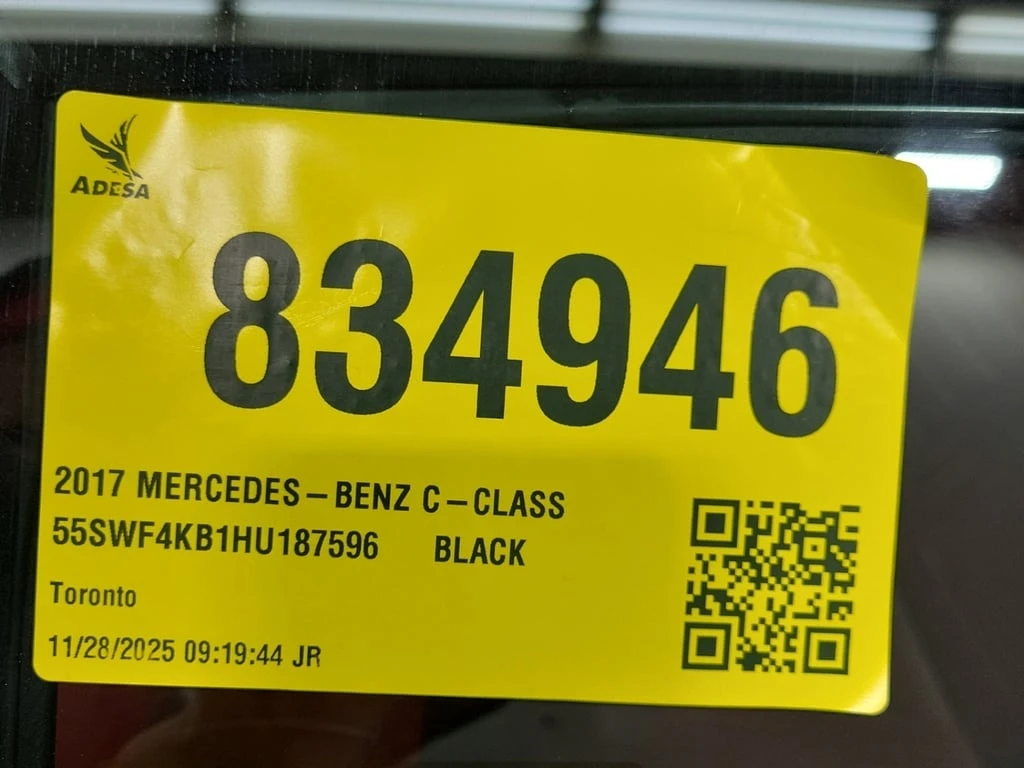 ADESA
834946
2017 MERCEDES-BENZ C-CLASS
55SWF4KB1HU187596 BLACK
Toronto
11/28/2025 09:19:44 JR